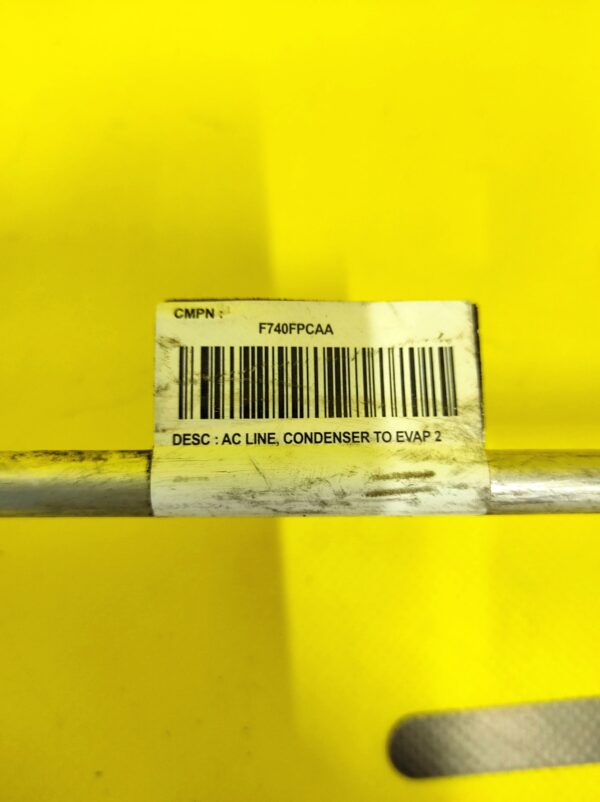 CMPN :
F740FPCAA
DESC : AC LINE, CONDENSER TO EVAP 2